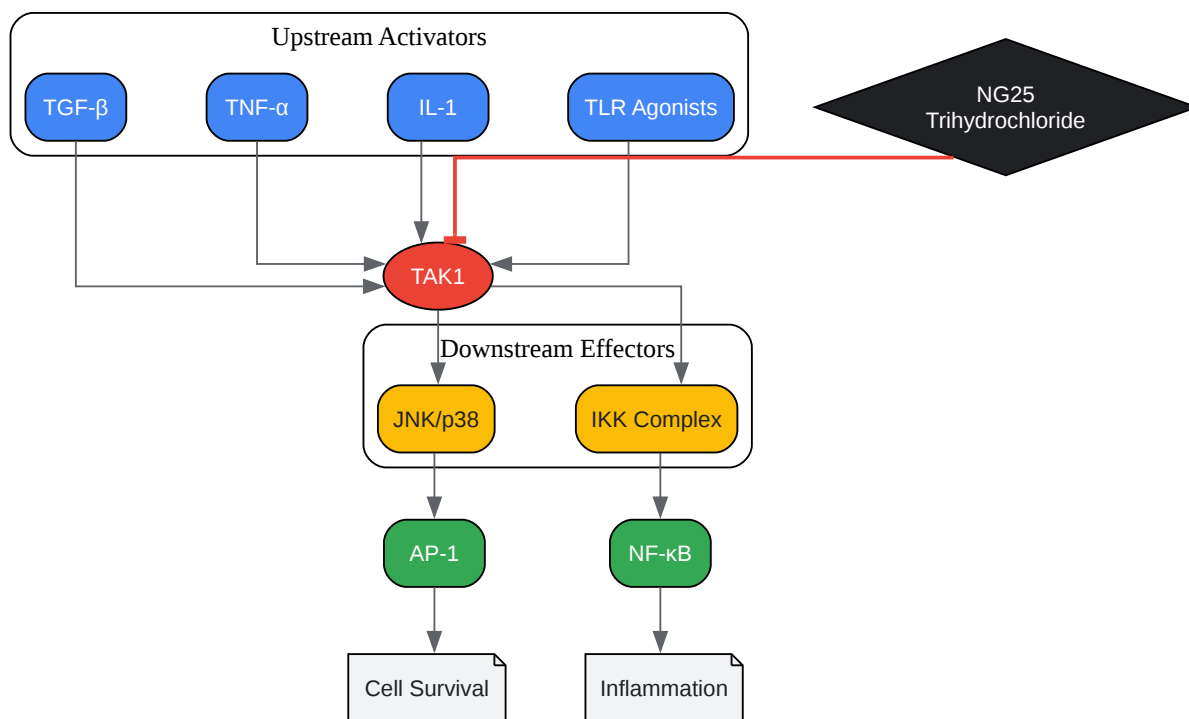 Upstream Activators
TGF-β
TNF-α
IL-1
TLR Agonists
NG25
Trihydrochloride
TAK1
Downstream Effectors
JNK/p38
IKK Complex
AP-1
NF-κB
Cell Survival
Inflammation